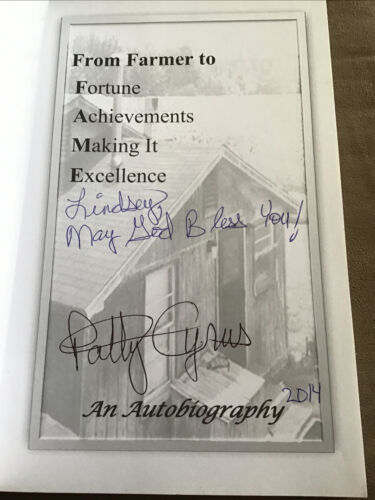 From Farmer to
Fortune
Achievements
Making It
Excellence
Lindsey,
May God Bless You!
Patty Cyrus
2014
An Autobiography